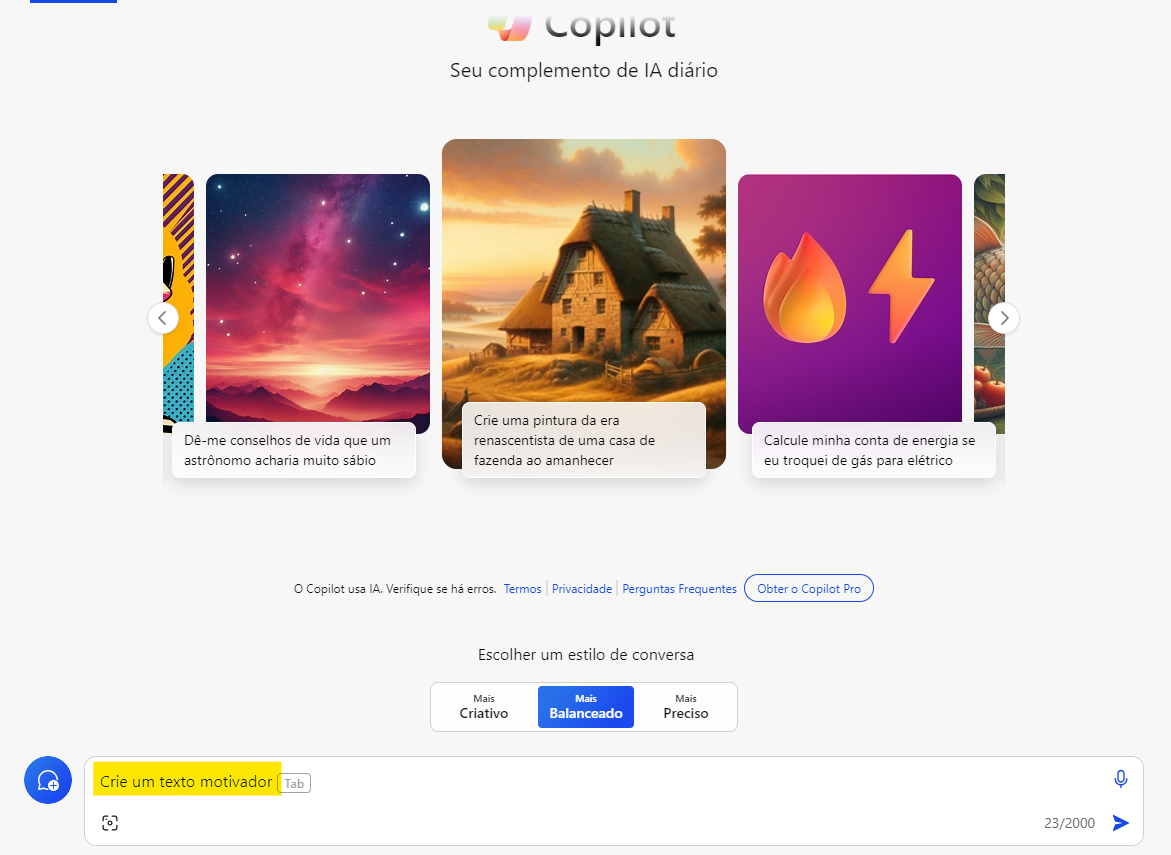 Copilot
Seu complemento de IA diário
Dê-me conselhos de vida que um
astrônomo acharia muito sábio
Crie uma pintura da era
renascentista de uma casa de
fazenda ao amanhecer
Calcule minha conta de energia se
eu troquei de gás para elétrico
O Copilot usa IA. Verifique se há erros. Termos Privacidade Perguntas Frequentes Obter o Copilot Pro
Escolher um estilo de conversa
Mais
Criativo
Mais
Balanceado
Mais
Preciso
Crie um texto motivador Tab
23/2000